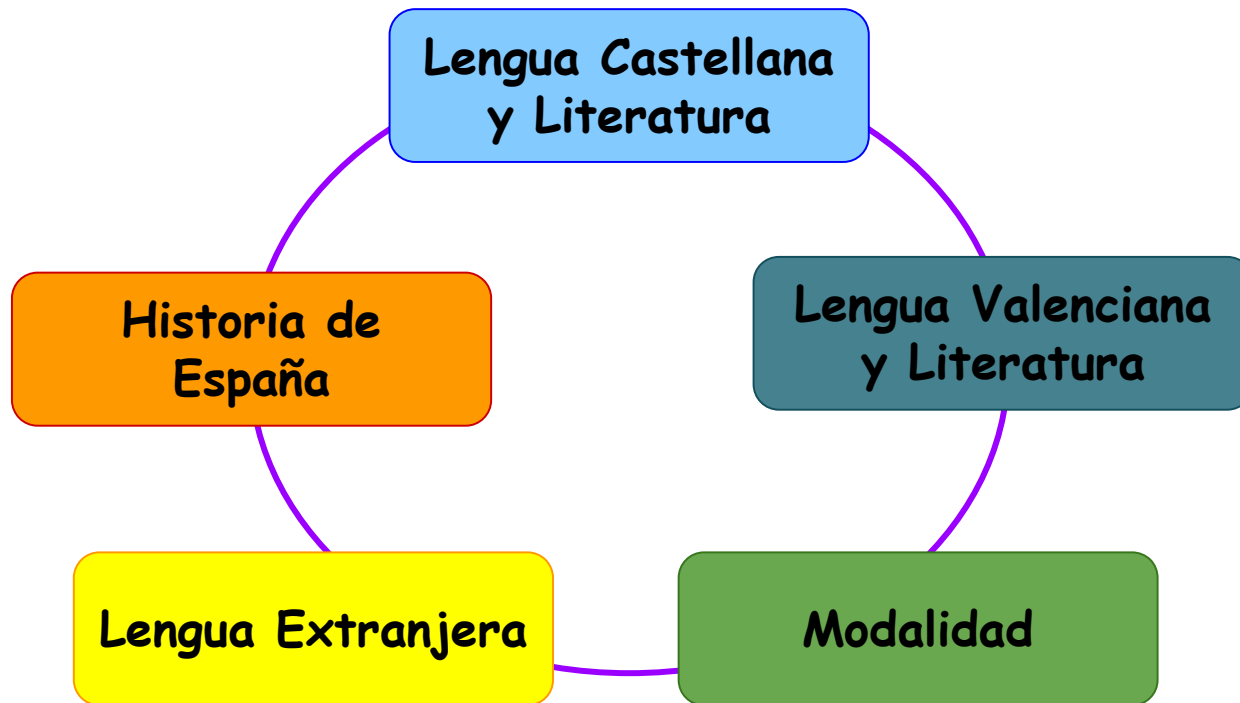 Lengua Castellana
y Literatura
Historia de
España
Lengua Valenciana
y Literatura
Lengua Extranjera
Modalidad